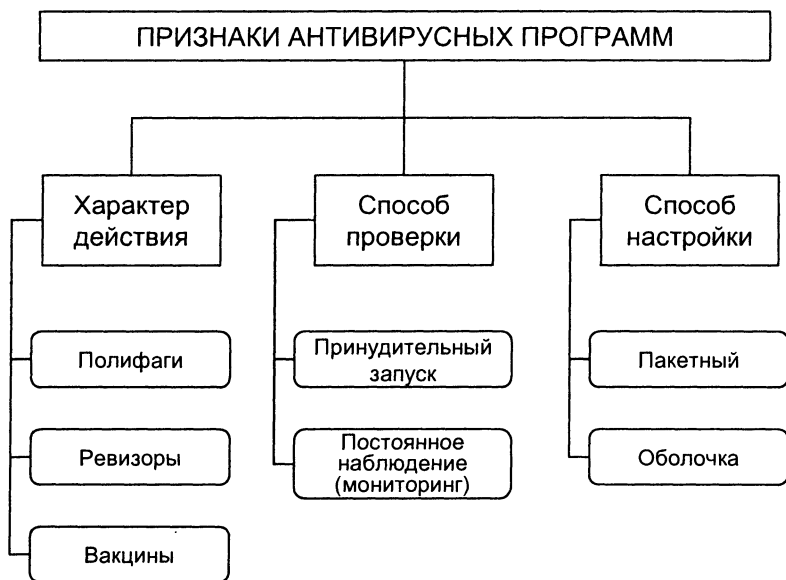 ПРИЗНАКИ АНТИВИРУСНЫХ ПРОГРАММ
Характер
действия
Полифаги
Ревизоры
Вакцины
Способ
проверки
Принудительный
запуск
Постоянное
наблюдение
(мониторинг)
Способ
настройки
Пакетный
Оболочка